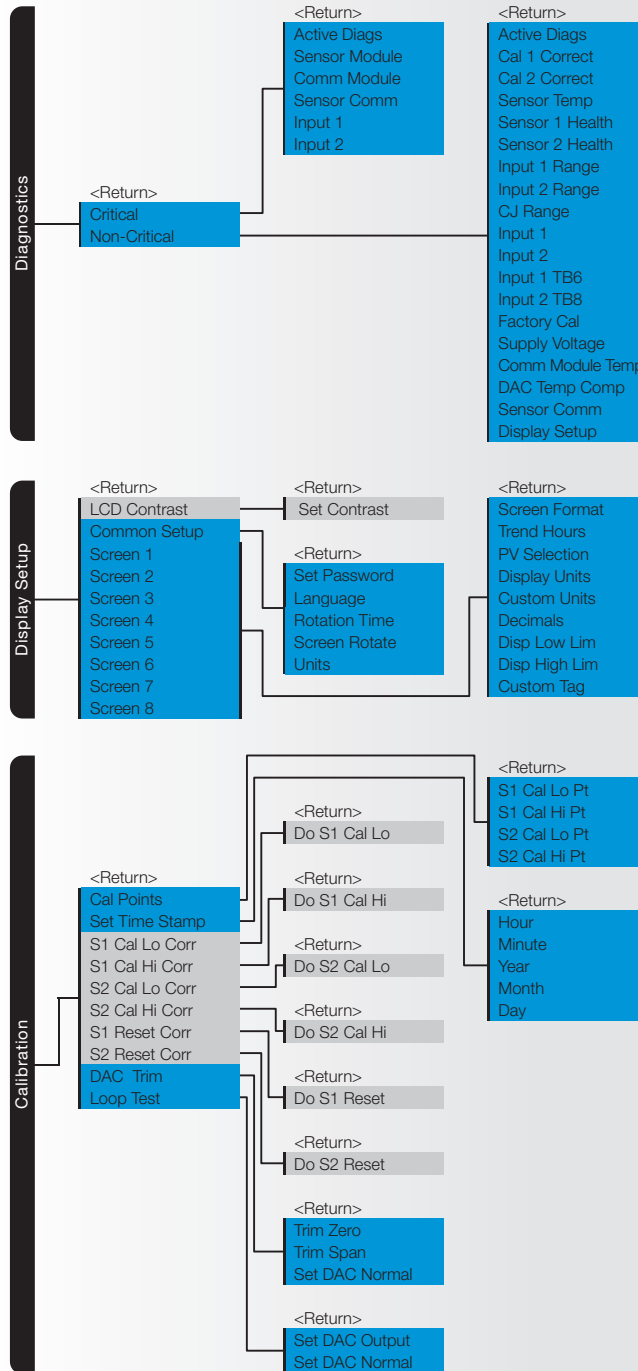 Diagnostics
<Return>
Critical
Non-Critical
<Return>
Active Diags
Sensor Module
Comm Module
Sensor Comm
Input 1
Input 2
<Return>
Active Diags
Cal 1 Correct
Cal 2 Correct
Sensor Temp
Sensor 1 Health
Sensor 2 Health
Input 1 Range
Input 2 Range
CJ Range
Input 1
Input 2
Input 1 TB6
Input 2 TB8
Factory Cal
Supply Voltage
Comm Module Temp
DAC Temp Comp
Sensor Comm
Display Setup
Display Setup
<Return>
LCD Contrast
Common Setup
Screen 1
Screen 2
Screen 3
Screen 4
Screen 5
Screen 6
Screen 7
Screen 8
<Return>
Set Contrast
<Return>
Set Password
Language
Rotation Time
Screen Rotate
Units
<Return>
Screen Format
Trend Hours
PV Selection
Display Units
Custom Units
Decimals
Disp Low Lim
Disp High Lim
Custom Tag
Calibration
<Return>
Cal Points
Set Time Stamp
S1 Cal Lo Corr
S1 Cal Hi Corr
S2 Cal Lo Corr
S2 Cal Hi Corr
S1 Reset Corr
S2 Reset Corr
DAC Trim
Loop Test
<Return>
Do S1 Cal Lo
<Return>
Do S1 Cal Hi
<Return>
Do S2 Cal Lo
<Return>
Do S2 Cal Hi
<Return>
Do S1 Reset
<Return>
Do S2 Reset
<Return>
Trim Zero
Trim Span
Set DAC Normal
<Return>
Set DAC Output
Set DAC Normal
<Return>
S1 Cal Lo Pt
S1 Cal Hi Pt
S2 Cal Lo Pt
S2 Cal Hi Pt
<Return>
Hour
Minute
Year
Month
Day